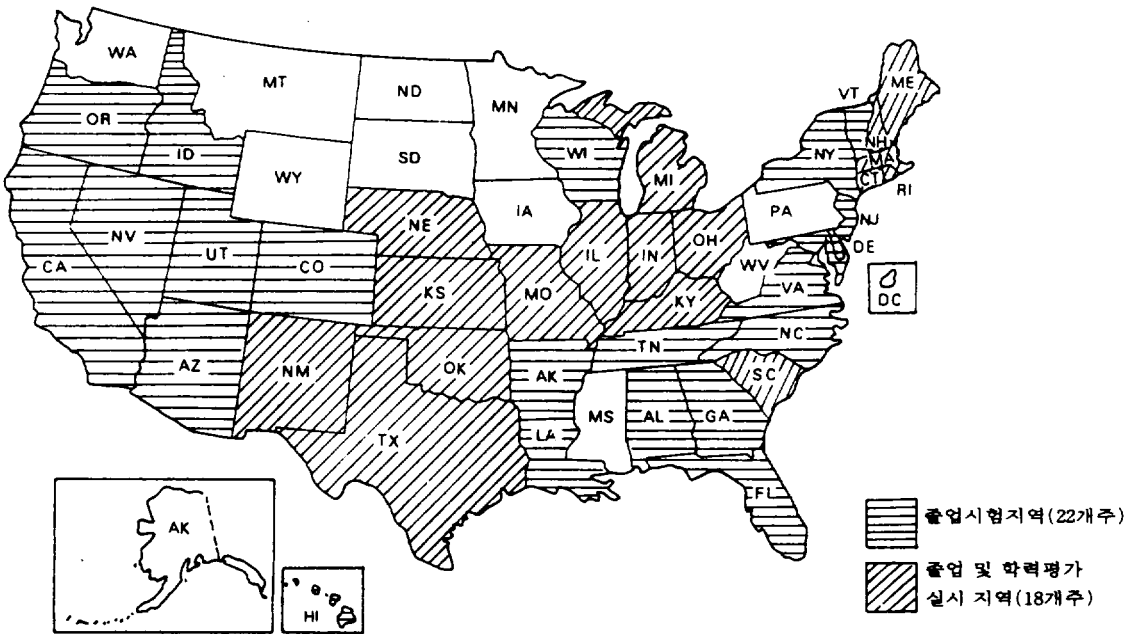 WA
MT
ND
MN
VT
ME
OR
ID
SD
WI
NY
NH
MA
CT
RI
WY
MI
IA
PA
NJ
NV
UT
NE
IL
IN
OH
DE
CA
CO
KS
MO
WV
VA
DC
KY
NC
AZ
NM
OK
AK
TN
SC
TX
LA
MS
AL
GA
FL
AK
HI
졸업시험지역(22개주)
졸업 및 학력평가
실시 지역(18개주)